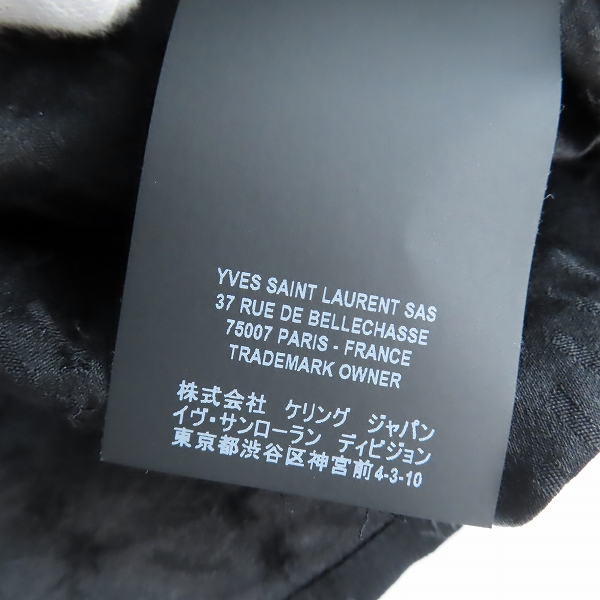 YVES SAINT LAURENT SAS
37 RUE DE BELLECHASSE
75007 PARIS - FRANCE
TRADEMARK OWNER
株式会社 ケリング ジャパン
イヴ・サンローラン ディビジョン
東京都渋谷区神宮前4-3-10